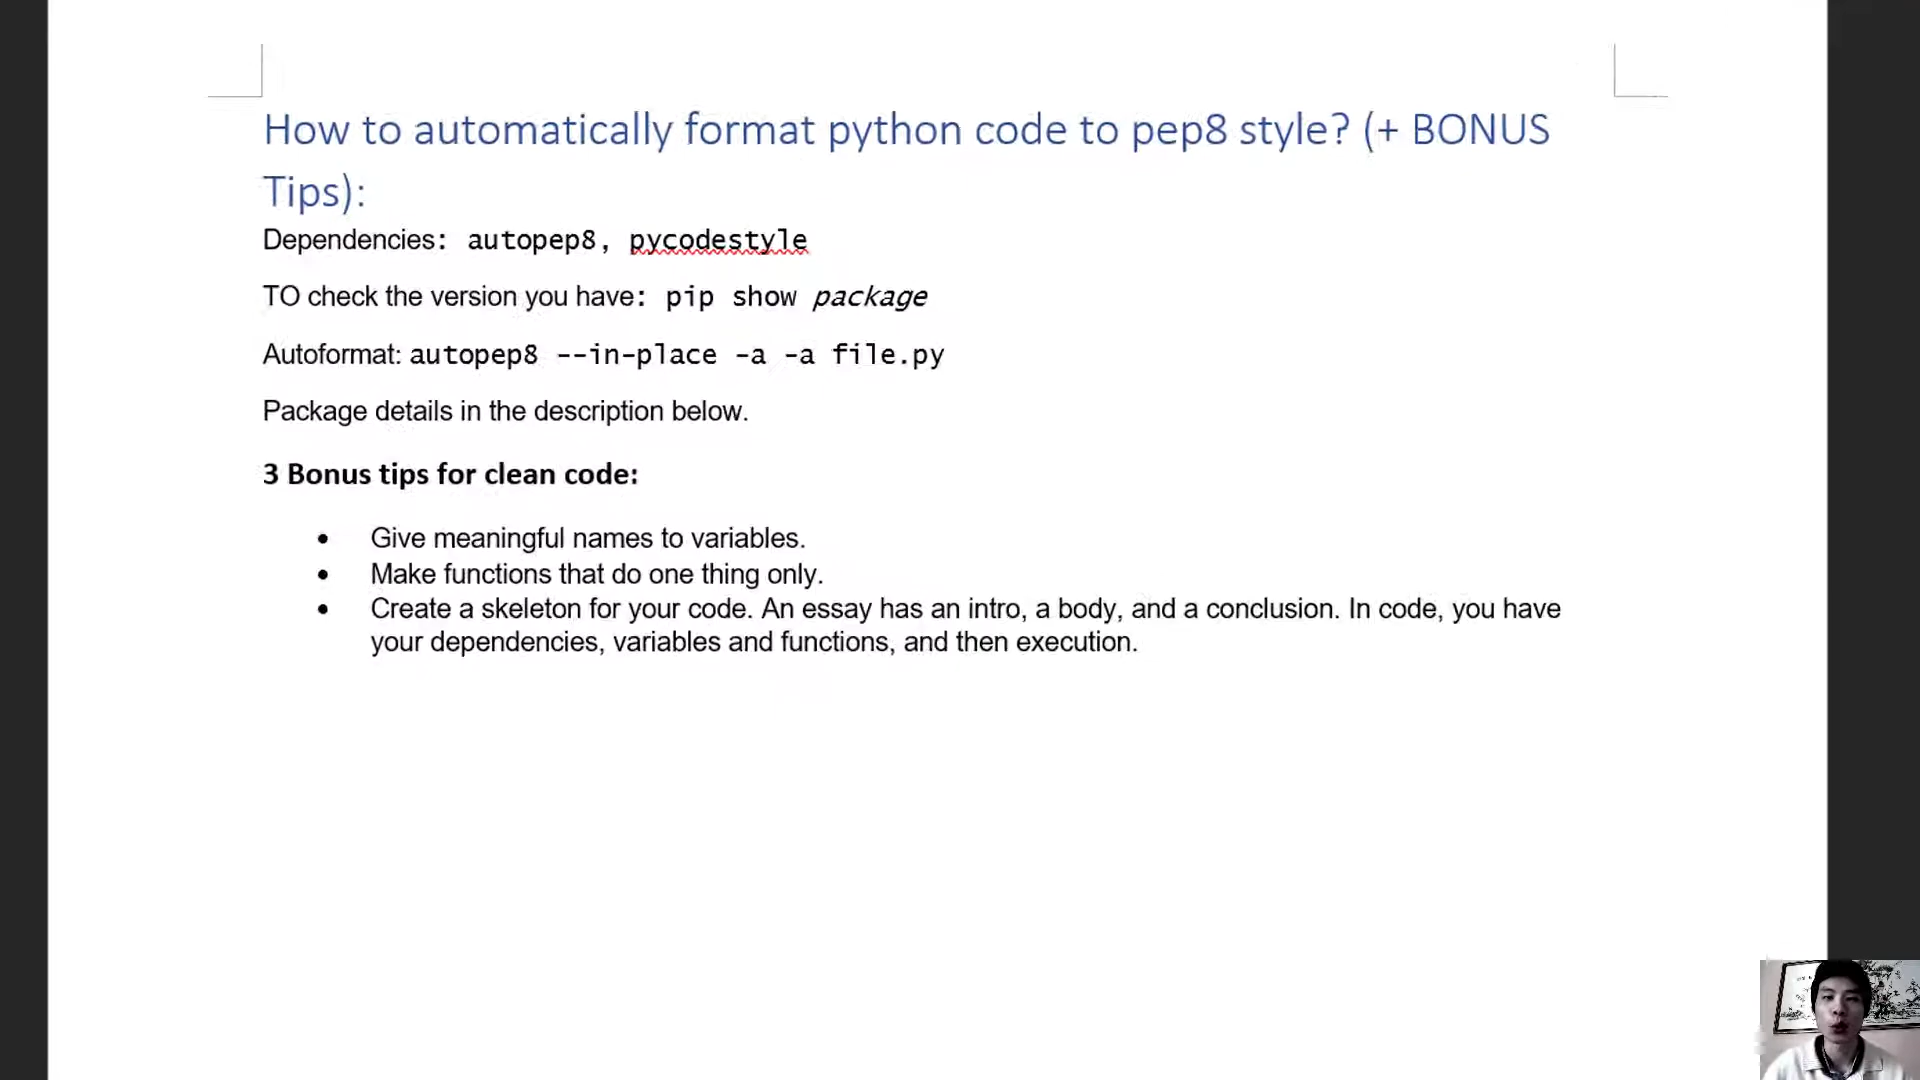 How to automatically format python code to pep8 style? (+ BONUS
Tips):
Dependencies: autopep8, pycodestyle
TO check the version you have: pip show package
Autoformat: autopep8 --in-place -a -a file.py
Package details in the description below.
3 Bonus tips for clean code:
• Give meaningful names to variables.
• Make functions that do one thing only.
• Create a skeleton for your code. An essay has an intro, a body, and a conclusion. In code, you have
your dependencies, variables and functions, and then execution.